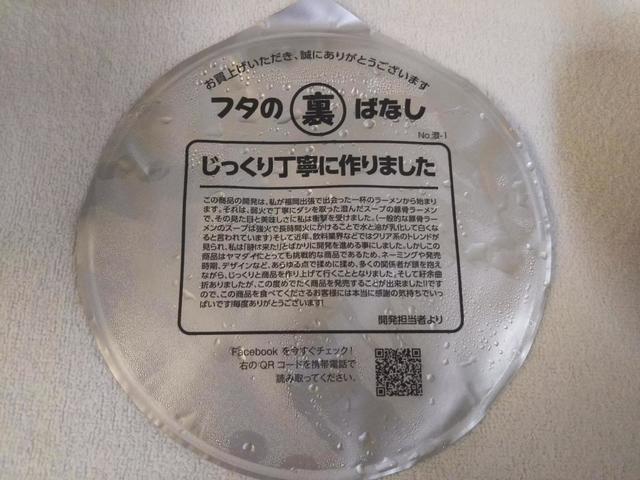 お買上げいただき、誠にありがとうございます
フタの裏ばなし
No.澄-1
じっくり丁寧に作りました
この商品の開発は、私が福岡出張で出会った一杯のラーメンから始まり
ます。それは、弱火で丁寧にダシを取った澄んだスープの豚骨ラーメン
で、その見た目と美味しさに私は衝撃を受けました。(一般的な豚骨ラー
メンのスープは強火で長時間火にかけることで水と油が乳化して白くな
ると言われています)そして近年、飲料業界などではクリア系のトレンドが
見られ、私は「時代来た!」とばかりに開発を進める事にしました。しかしこの
商品はヤマダイにとっても挑戦的な商品であるため、ネーミングや発売
時期、デザインなど、あらゆる点で揉めに揉め、多くの関係者が頭を抱え
ながら、じっくりと商品を作り上げて行くこととなりました。そして紆余曲
折ありましたが、この度めでたく商品を発売することが出来ました!!です
ので、この商品を食べてくださるお客様には本当に感謝の気持ちでいっ
ぱいです!毎度ありがとうございます!
開発担当者より
Facebook を今すぐチェック!
右のQRコードを携帯電話で
読み取ってください。